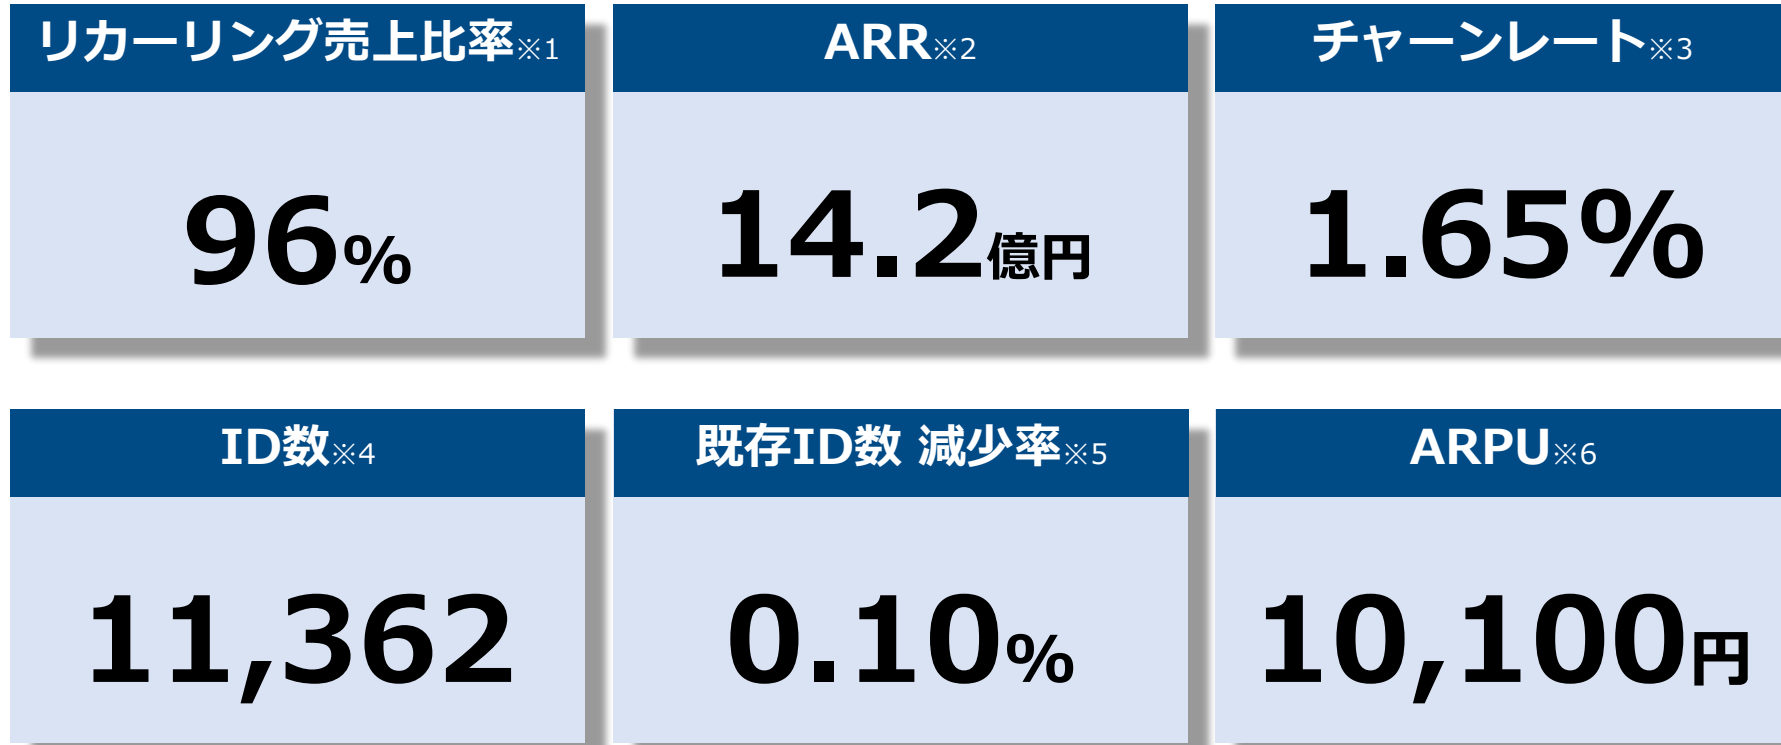 リカーリング売上比率※1
ARR※2
チャーンレート※3
96%
14.2億円
1.65%
ID数※4
既存ID数 減少率※5
ARPU※6
11,362
0.10%
10,100円